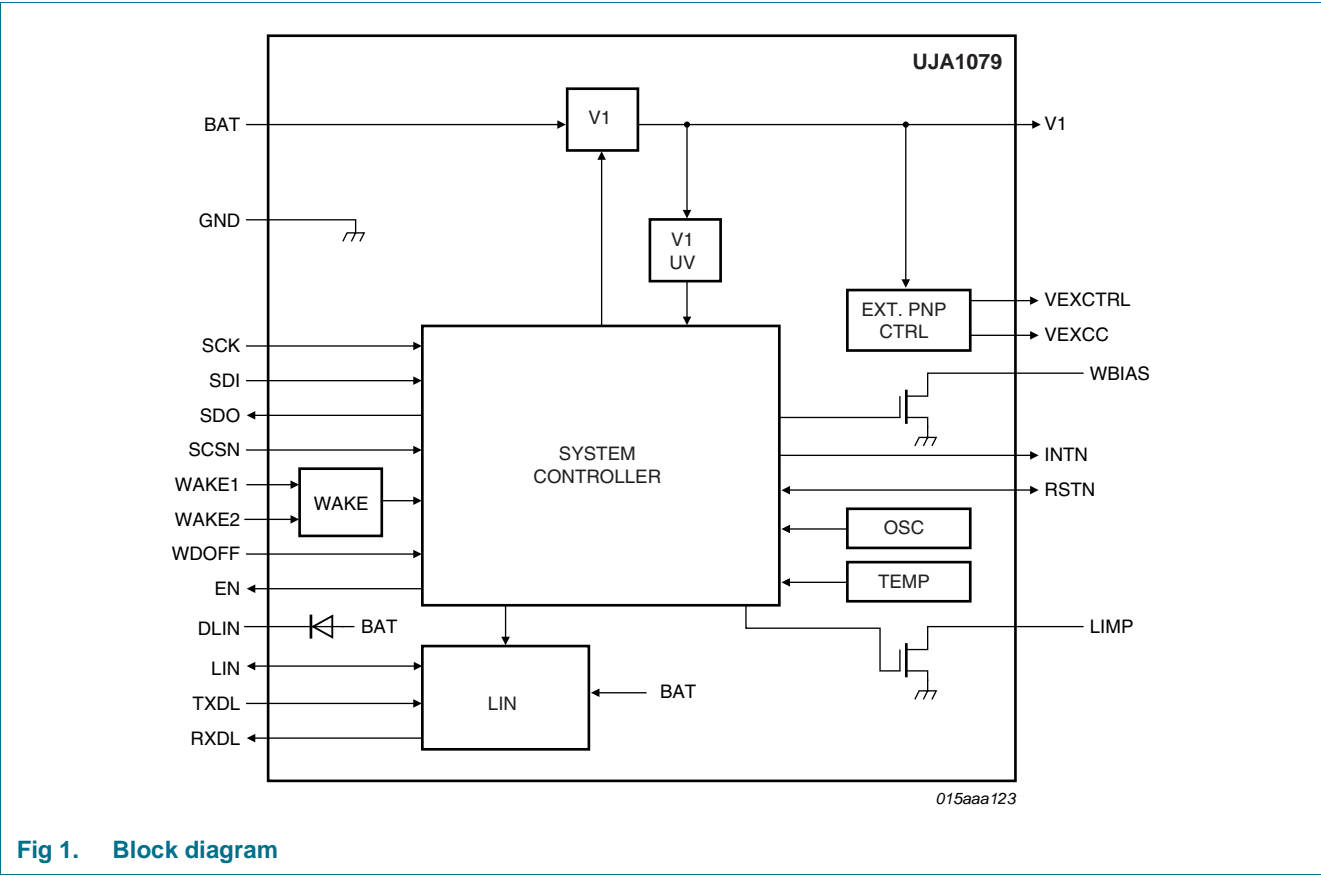 UJA1079
BAT
V1
V1
GND
V1
UV
EXT. PNP
CTRL
VEXCTRL
VEXCC
WBIAS
SCK
SDI
SDO
SCSN
WAKE1
WAKE2
WAKE
WDOFF
EN
SYSTEM
CONTROLLER
INTN
RSTN
OSC
TEMP
DLIN
BAT
LIMP
LIN
TXDL
RXDL
LIN
BAT
015aaa123
Fig 1. Block diagram